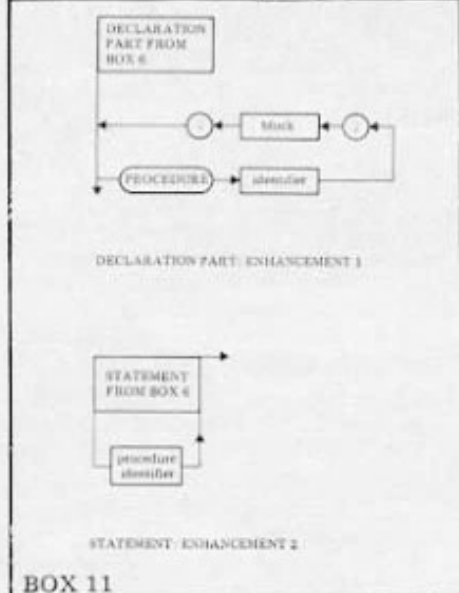 DECLARATION
PART FROM
BOX 6
;
block
;
PROCEDURE
identifier
DECLARATION PART: ENHANCEMENT 1
STATEMENT
FROM BOX 6
procedure
identifier
STATEMENT: ENHANCEMENT 2
BOX 11